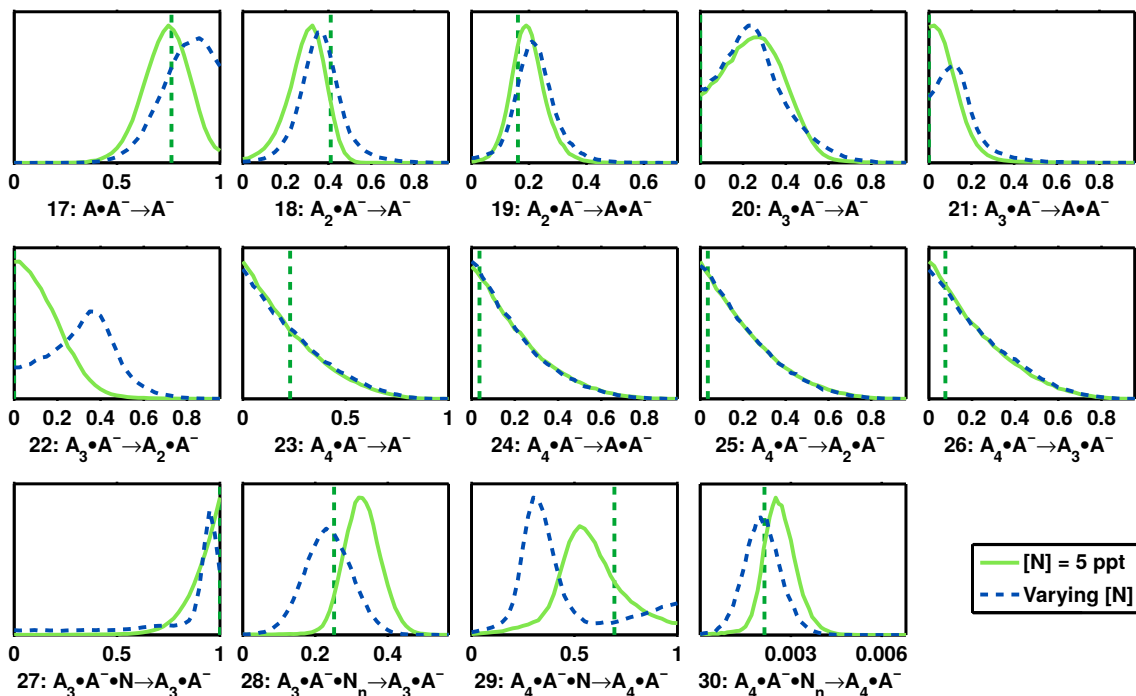 0 0.5 1 0 0.2 0.4 0.6 0.8 0 0.2 0.4 0.6 0 0.2 0.4 0.6 0.8 0 0.2 0.4 0.6 0.8
17: A•A⁻→A⁻ 18: A₂•A⁻→A⁻ 19: A₂•A⁻→A•A⁻ 20: A₃•A⁻→A⁻ 21: A₃•A⁻→A•A⁻
0 0.2 0.4 0.6 0.8 0 0.5 1 0 0.2 0.4 0.6 0.8 0 0.2 0.4 0.6 0.8 0 0.2 0.4 0.6 0.8
22: A₃•A⁻→A₂•A⁻ 23: A₄•A⁻→A⁻ 24: A₄•A⁻→A•A⁻ 25: A₄•A⁻→A₂•A⁻ 26: A₄•A⁻→A₃•A⁻
[N] = 5 ppt
Varying [N]
0 0.5 1 0 0.2 0.4 0 0.5 1 0.003 0.006
27: A₃•A⁻•N→A₃•A⁻ 28: A₃•A⁻•Nₙ→A₃•A⁻ 29: A₄•A⁻•N→A₄•A⁻ 30: A₄•A⁻•Nₙ→A₄•A⁻